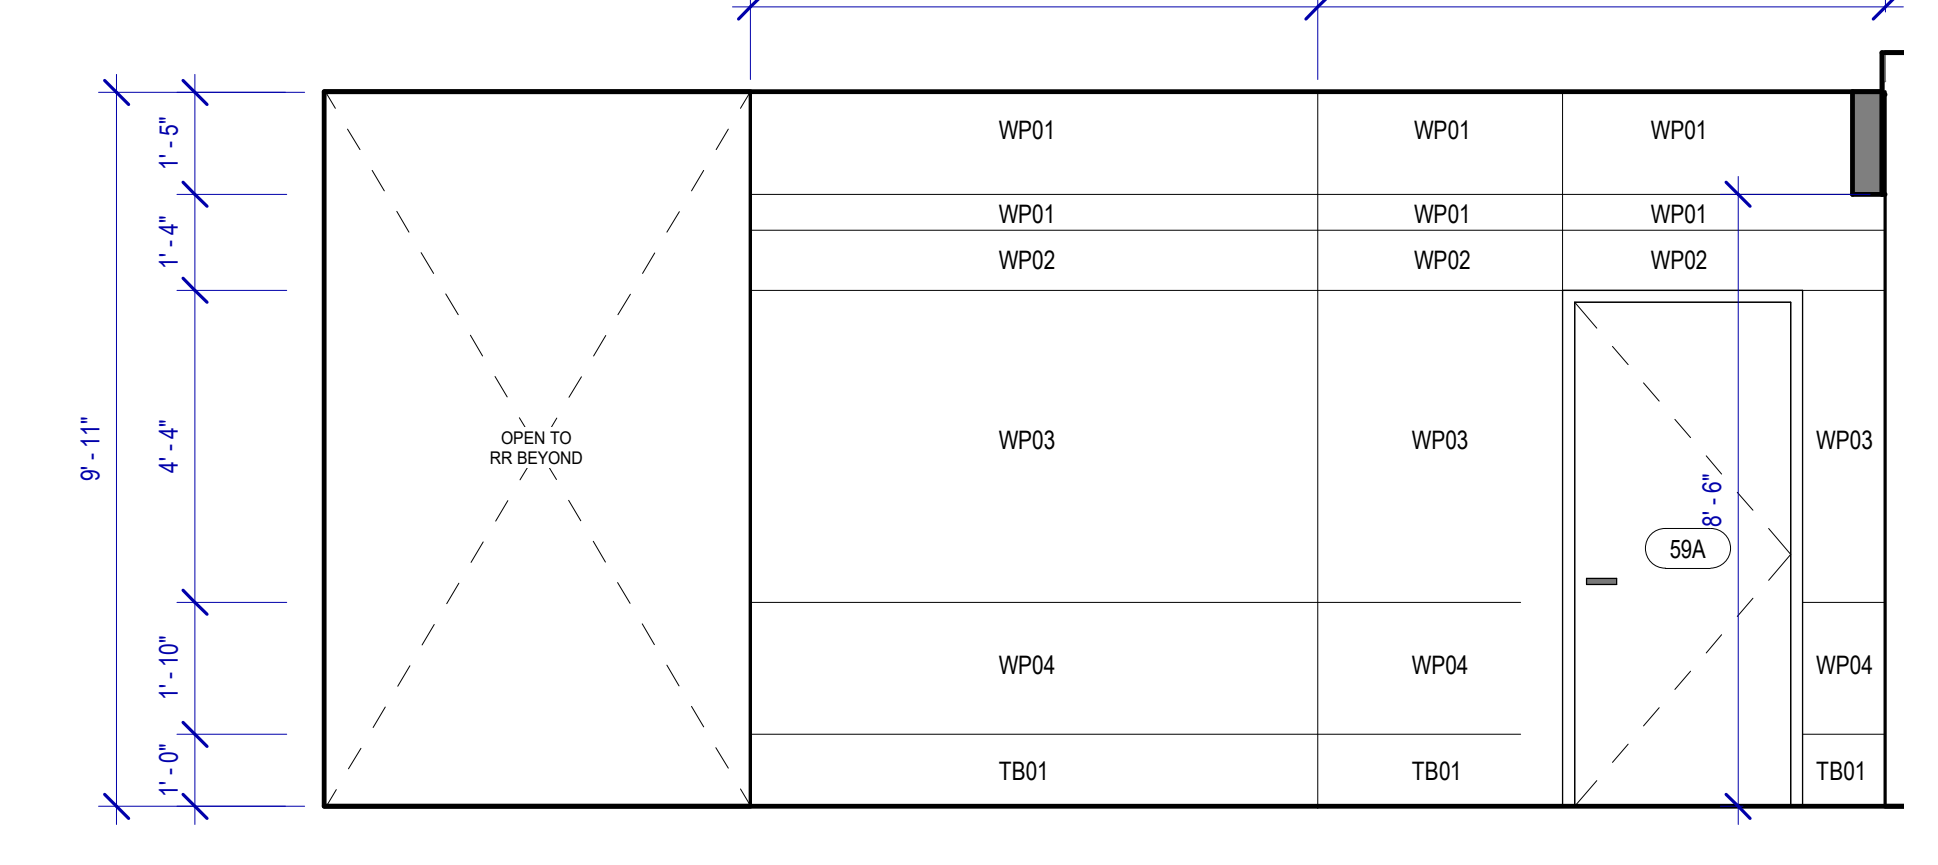 1' - 5"
WP01 WP01 WP01
1' - 4"
WP01 WP01 WP01
WP02 WP02 WP02
9' - 11"
4' - 4"
OPEN TO
RR BEYOND
WP03 WP03 WP03
8' - 6"
59A
1' - 10"
WP04 WP04 WP04
1' - 0"
TB01 TB01 TB01